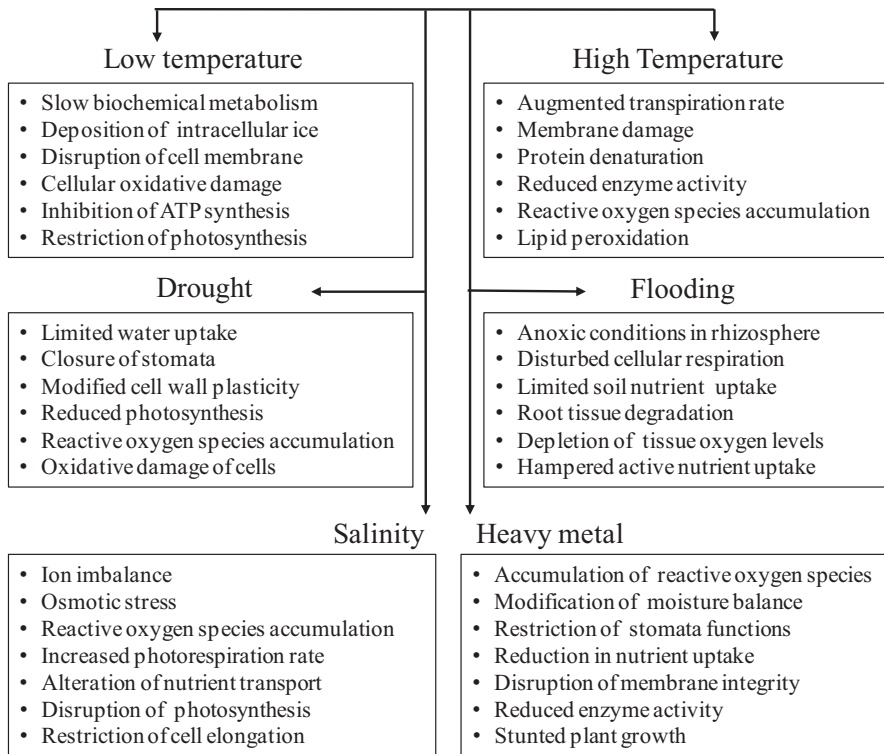 Low temperature
• Slow biochemical metabolism
• Deposition of intracellular ice
• Disruption of cell membrane
• Cellular oxidative damage
• Inhibition of ATP synthesis
• Restriction of photosynthesis
High Temperature
• Augmented transpiration rate
• Membrane damage
• Protein denaturation
• Reduced enzyme activity
• Reactive oxygen species accumulation
• Lipid peroxidation
Drought
• Limited water uptake
• Closure of stomata
• Modified cell wall plasticity
• Reduced photosynthesis
• Reactive oxygen species accumulation
• Oxidative damage of cells
Flooding
• Anoxic conditions in rhizosphere
• Disturbed cellular respiration
• Limited soil nutrient uptake
• Root tissue degradation
• Depletion of tissue oxygen levels
• Hampered active nutrient uptake
Salinity
• Ion imbalance
• Osmotic stress
• Reactive oxygen species accumulation
• Increased photorespiration rate
• Alteration of nutrient transport
• Disruption of photosynthesis
• Restriction of cell elongation
Heavy metal
• Accumulation of reactive oxygen species
• Modification of moisture balance
• Restriction of stomata functions
• Reduction in nutrient uptake
• Disruption of membrane integrity
• Reduced enzyme activity
• Stunted plant growth